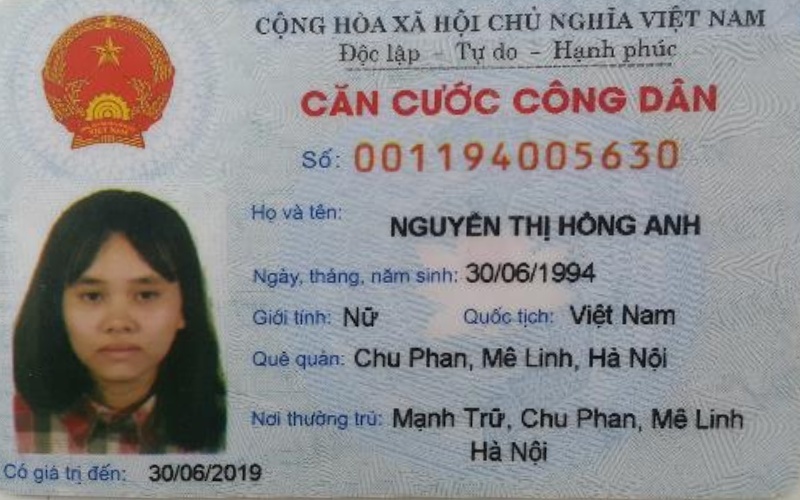 CỘNG HÒA XÃ HỘI CHỦ NGHĨA VIỆT NAM
Độc lập - Tự do - Hạnh phúc
CĂN CƯỚC CÔNG DÂN
Số: 001194005630
Họ và tên: NGUYỄN THỊ HỒNG ANH
Ngày, tháng, năm sinh: 30/06/1994
Giới tính: Nữ Quốc tịch: Việt Nam
Quê quán: Chu Phan, Mê Linh, Hà Nội
Nơi thường trú: Mạnh Trữ, Chu Phan, Mê Linh
Hà Nội
Có giá trị đến: 30/06/2019